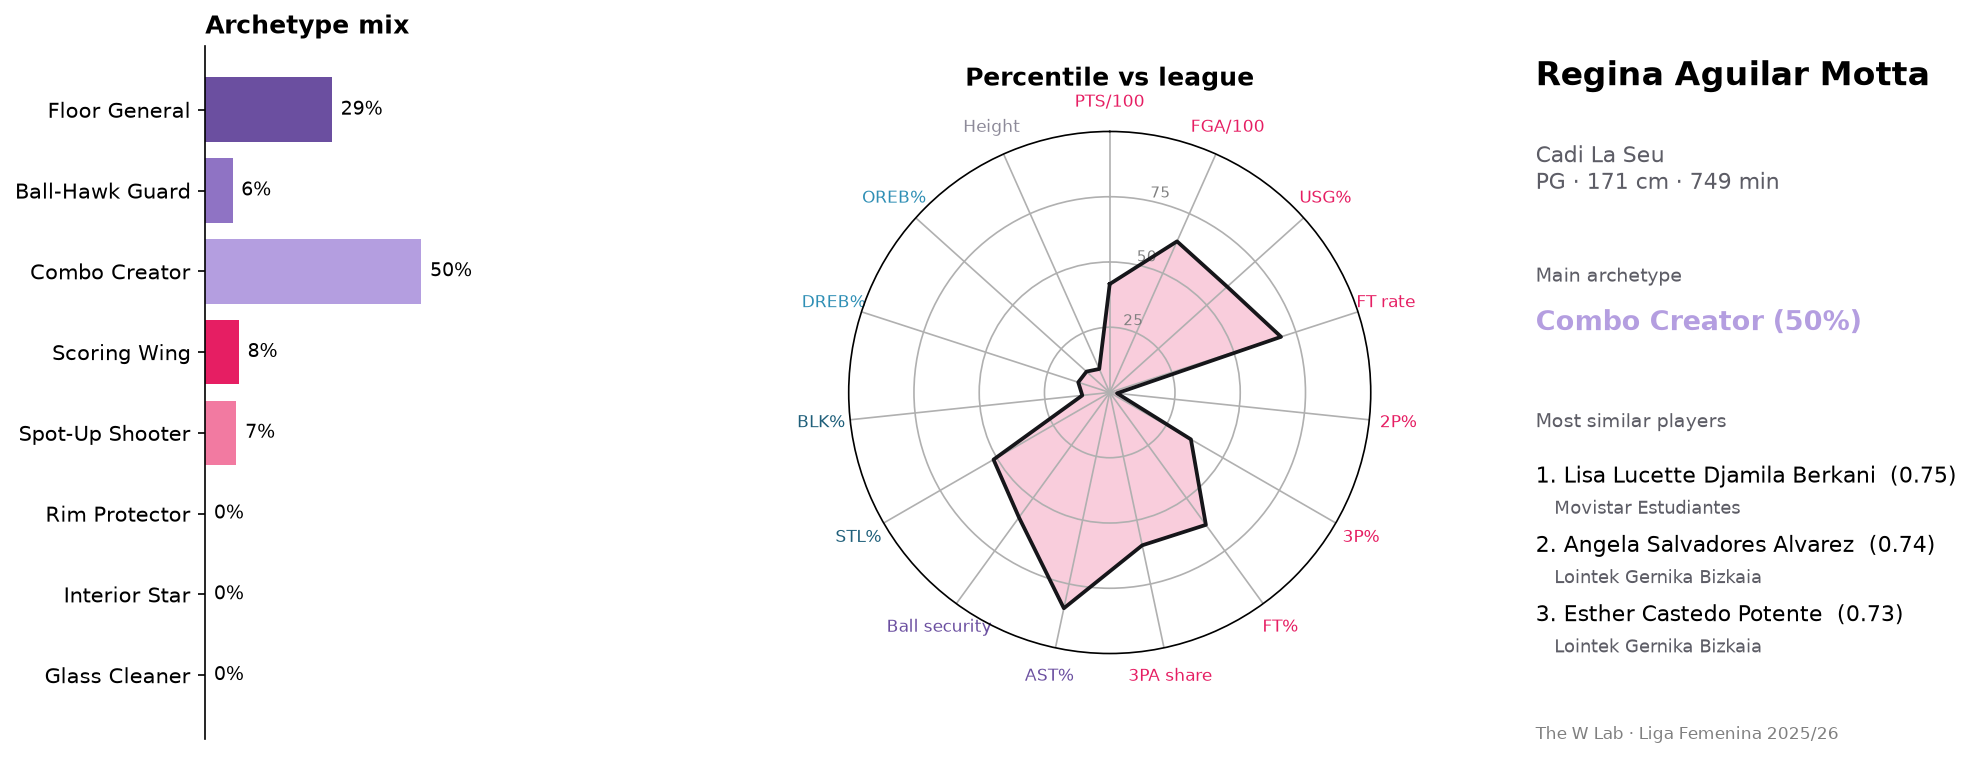 Archetype mix
Floor General
29%
Ball-Hawk Guard
6%
Combo Creator
50%
Scoring Wing
8%
Spot-Up Shooter
7%
Rim Protector
0%
Interior Star
0%
Glass Cleaner
0%
Percentile vs league
PTS/100
FGA/100
USG%
FT rate
2P%
3P%
FT%
3PA share
AST%
Ball security
STL%
BLK%
DREB%
OREB%
Height
75
50
25
Regina Aguilar Motta
Cadi La Seu
PG · 171 cm · 749 min
Main archetype
Combo Creator (50%)
Most similar players
1. Lisa Lucette Djamila Berkani (0.75)
Movistar Estudiantes
2. Angela Salvadores Alvarez (0.74)
Lointek Gernika Bizkaia
3. Esther Castedo Potente (0.73)
Lointek Gernika Bizkaia
The W Lab · Liga Femenina 2025/26